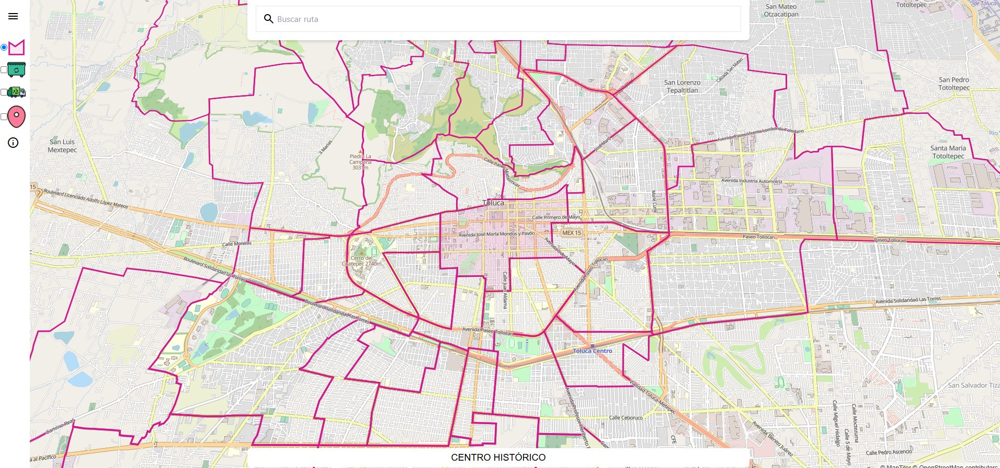 Buscar ruta
San Mateo
Otzacatipan
Totoltepec
de Toluca
Calzada San Mateo
San Lorenzo
Tepaltitlan
San Pedro
Totoltepec
San Luis
Mextepec
3 Marías
Piedra La
Campana
3031m
José Martí
Avenida Paseo Vicente Lombardo Toledano
Río
Santa María
Totoltepec
Calle Paseo Matlazincas
Avenida Industria Automotriz
15
Boulevard Licenciado Adolfo López Mateos
Marie Curie
Toluca
Calle Primero de Mayo
MEX 15
Avenida José María Morelos y Pavón
Paseo Tollocan
Paseo Tollocan
Calle Morelos
Avenida 5 de Mayo
Cerro del
Coatepec 2740m
Boulevard Solidaridad las Torres
Avenida Paseo Tollocan
Calle Juan Aldama
Boulevard Solidaridad las Torres
Avenida Solidaridad Las Torres
Avenida Paseo Tollocan
Toluca Centro
Vialidad Toluca-Metepec
San Salvador Tiza
Avenida Profesor Heriberto
Calle Ceboruco
Calle Miguel Hidalgo
Calle Moctezuma
Camino Real
Avenida Benito Juárez
Calle 5 de Mayo
CFE
Calle Pedro Ascencio
a al Pacífico
CENTRO HISTÓRICO
© MapTiler © OpenStreetMap contributors